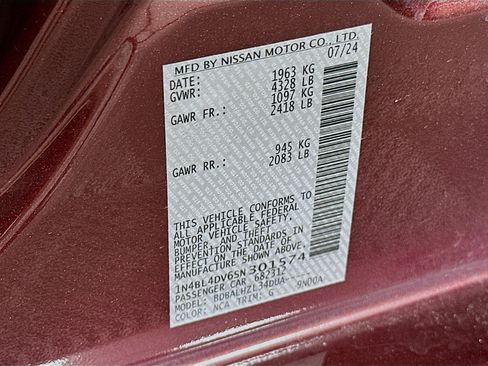 MFD BY NISSAN MOTOR CO., LTD.
DATE: 07/24
GVWR: 1963 KG
4328 LB
GAWR FR.: 1097 KG
2418 LB
GAWR RR.: 945 KG
2083 LB
THIS VEHICLE CONFORMS TO
ALL APPLICABLE FEDERAL
MOTOR VEHICLE SAFETY,
BUMPER, AND THEFT
PREVENTION STANDARDS IN
EFFECT ON THE DATE OF
MANUFACTURE SHOWN ABOVE.
1N4BL4DV6SN301574
PASSENGER CAR 682312
MODEL: BDBALHZL34DUA----9N00A
COLOR: NCA TRIM: G